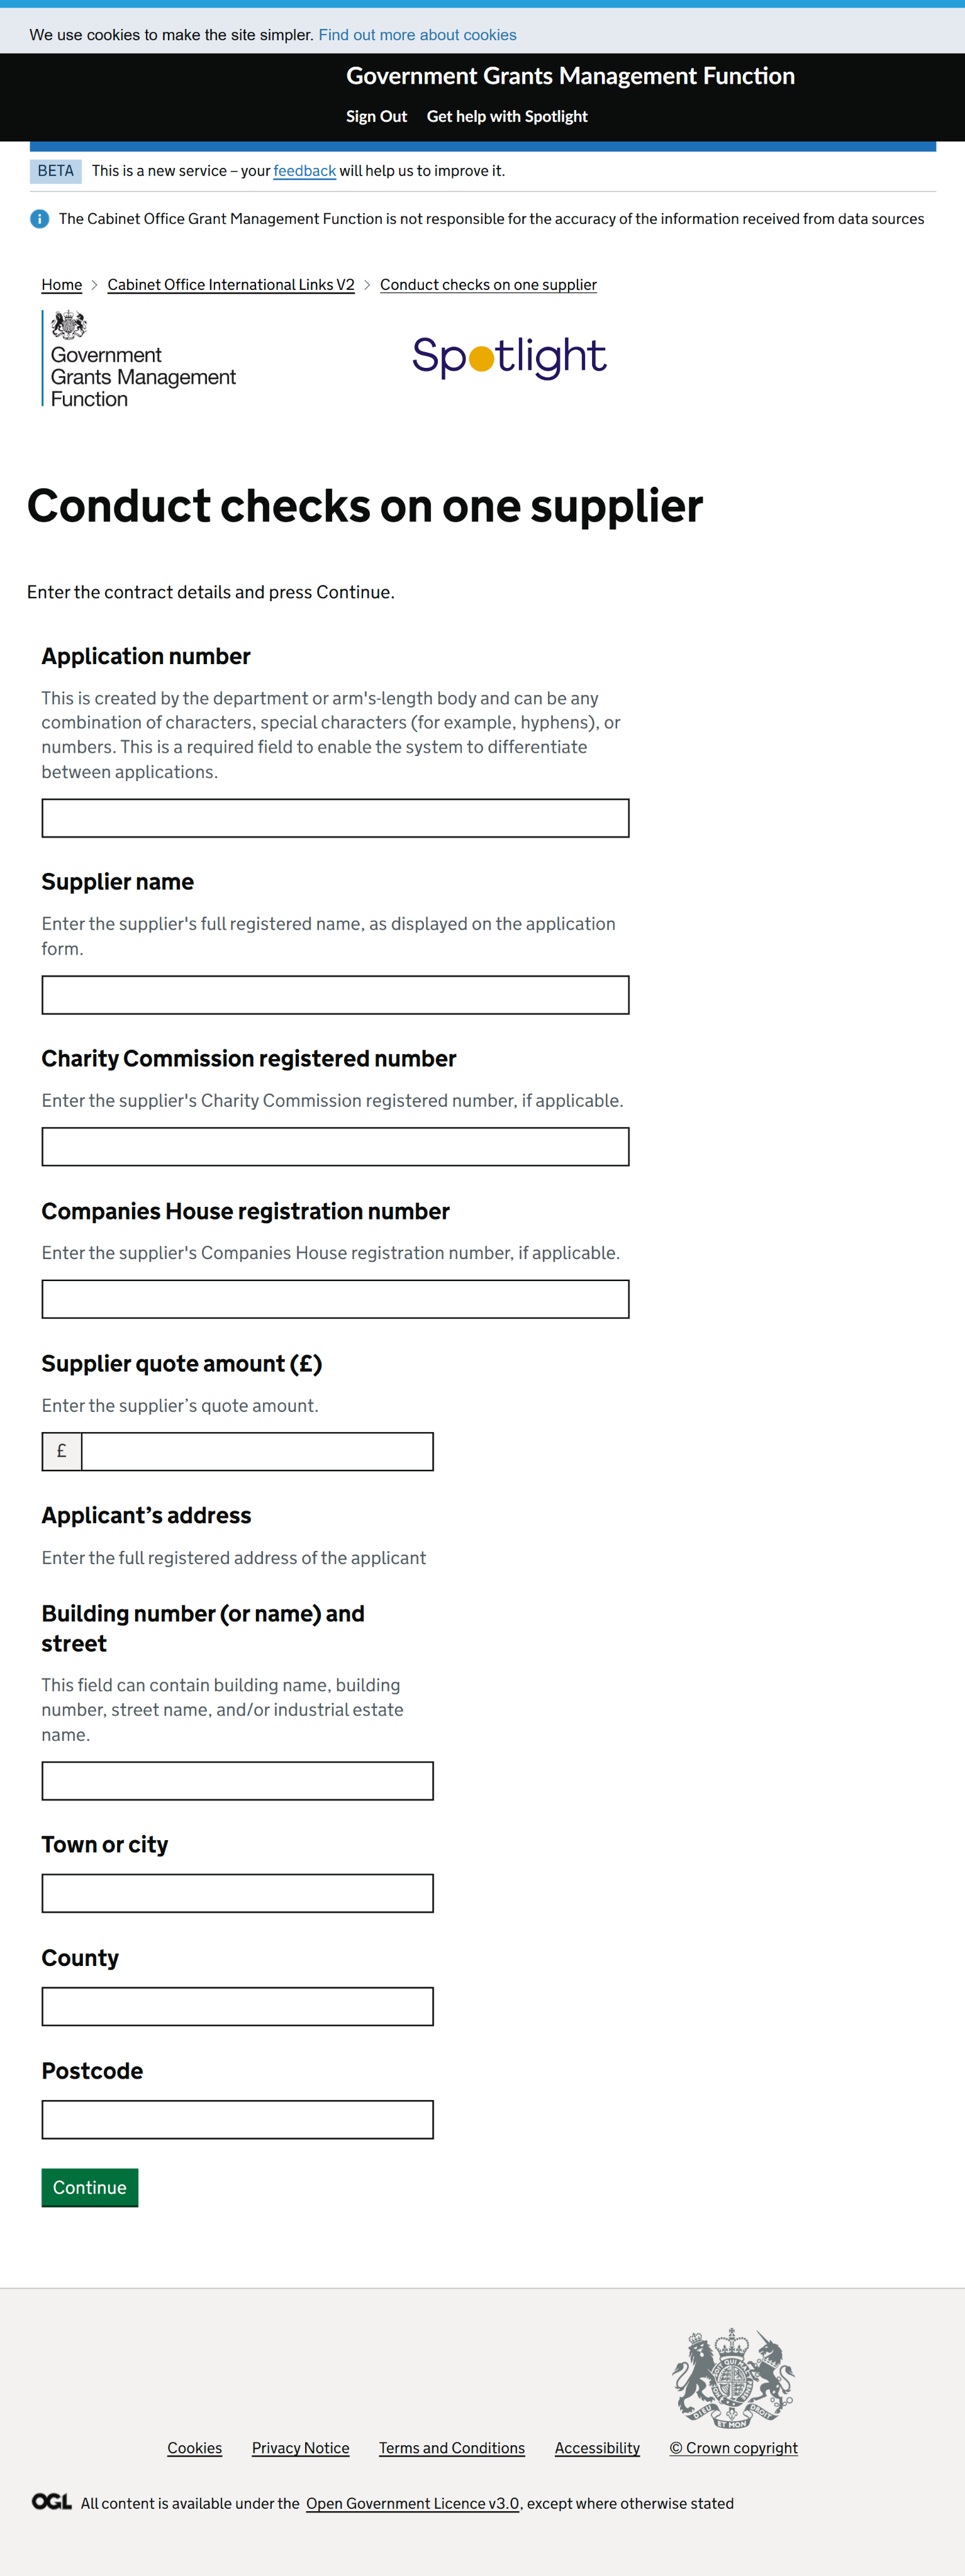 We use cookies to make the site simpler. Find out more about cookies
Government Grants Management Function
Sign Out Get help with Spotlight
BETA This is a new service – your feedback will help us to improve it.
The Cabinet Office Grant Management Function is not responsible for the accuracy of the information received from data sources
Home > Cabinet Office International Links V2 > Conduct checks on one supplier
Government
Grants Management
Function
Spotlight
Conduct checks on one supplier
Enter the contract details and press Continue.
Application number
This is created by the department or arm's-length body and can be any
combination of characters, special characters (for example, hyphens), or
numbers. This is a required field to enable the system to differentiate
between applications.
Supplier name
Enter the supplier's full registered name, as displayed on the application
form.
Charity Commission registered number
Enter the supplier's Charity Commission registered number, if applicable.
Companies House registration number
Enter the supplier's Companies House registration number, if applicable.
Supplier quote amount (£)
Enter the supplier’s quote amount.
£
Applicant’s address
Enter the full registered address of the applicant
Building number (or name) and
street
This field can contain building name, building
number, street name, and/or industrial estate
name.
Town or city
County
Postcode
Continue
DIEU ET MON DROIT
Cookies Privacy Notice Terms and Conditions Accessibility © Crown copyright
OGL All content is available under the Open Government Licence v3.0, except where otherwise stated